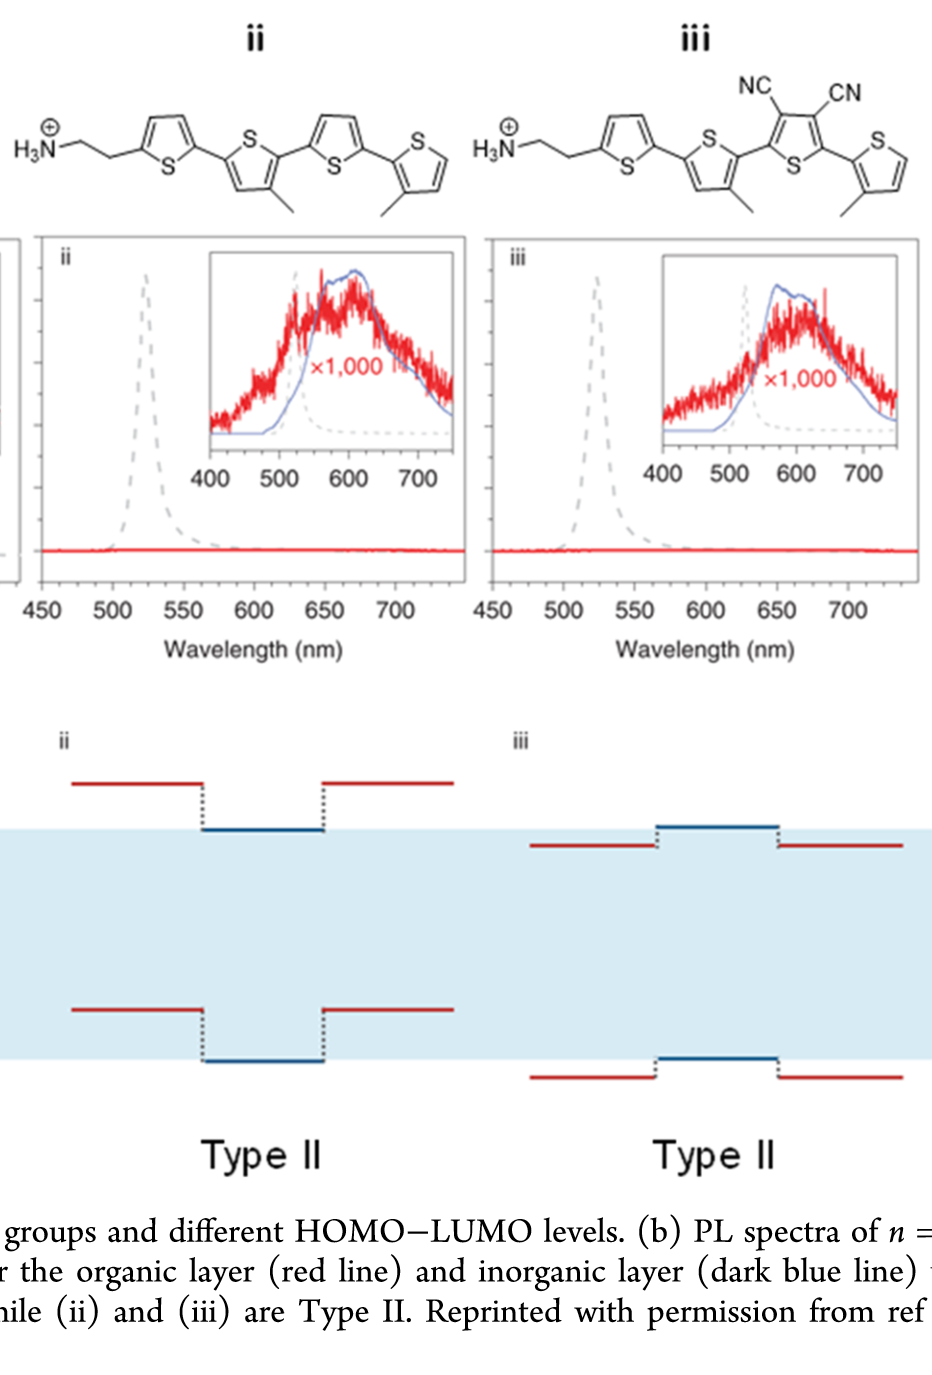 ii
iii
H₃N⊕
S
S
S
S
H₃N⊕
S
S
S
S
NC
CN
ii
×1,000
400 500 600 700
450 500 550 600 650 700
Wavelength (nm)
iii
×1,000
400 500 600 700
450 500 550 600 650 700
Wavelength (nm)
ii
iii
Type II
Type II
groups and different HOMO−LUMO levels. (b) PL spectra of n =
r the organic layer (red line) and inorganic layer (dark blue line)
ile (ii) and (iii) are Type II. Reprinted with permission from ref